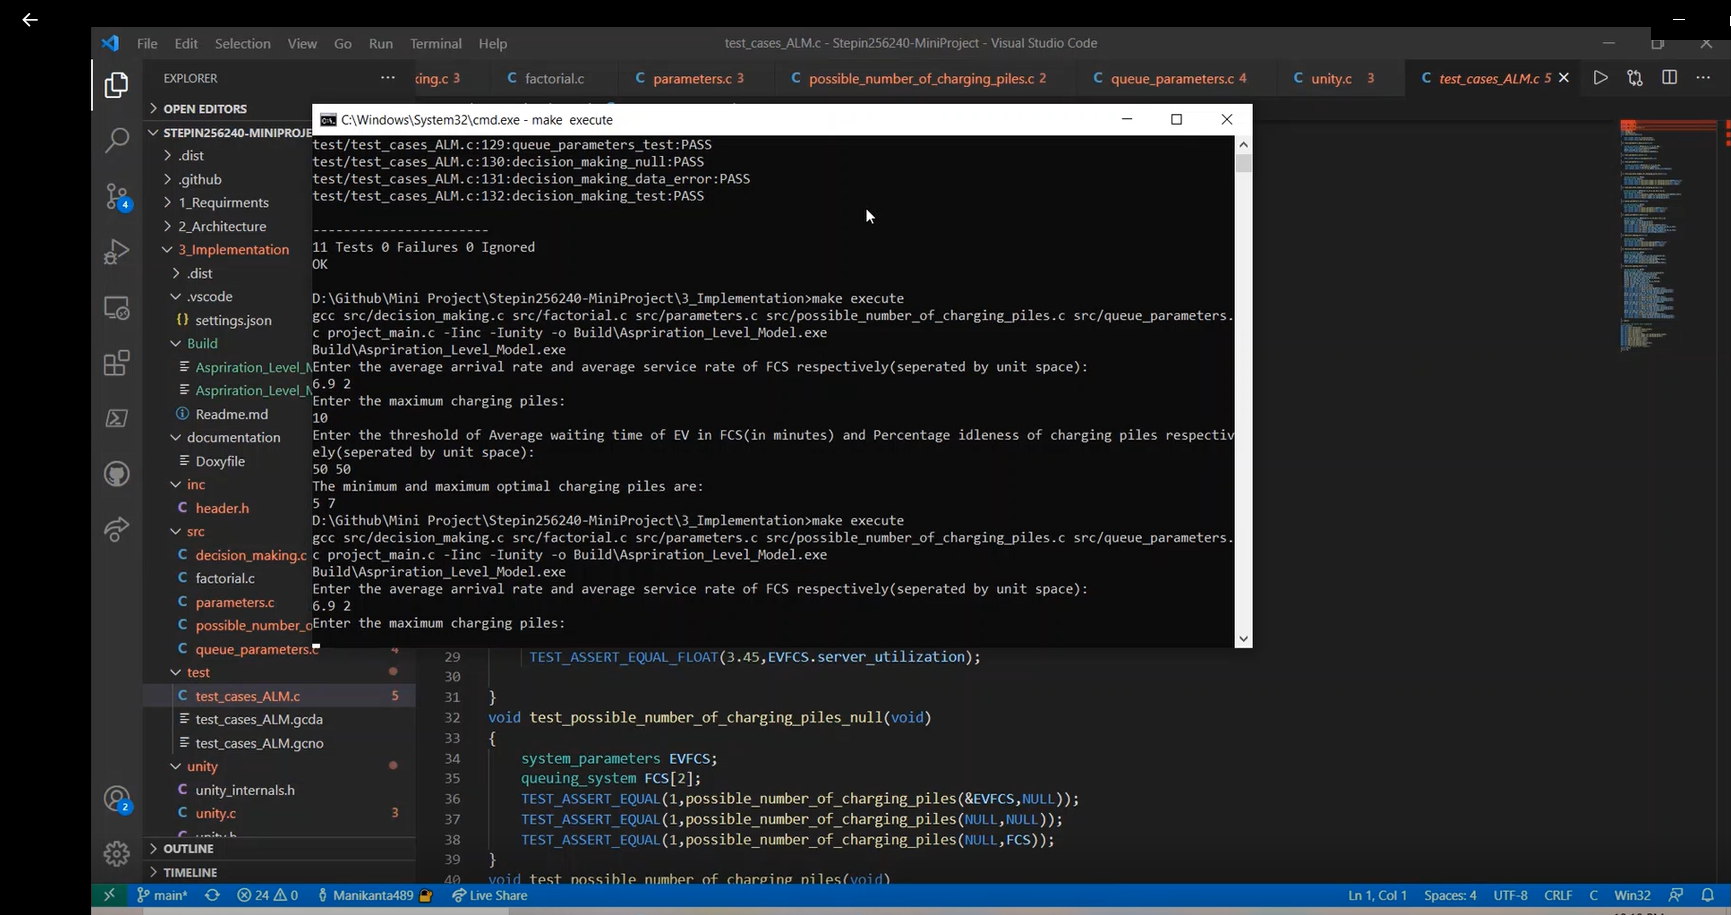 File Edit Selection View Go Run Terminal Help
test_cases_ALM.c - Stepin256240-MiniProject - Visual Studio Code
EXPLORER
king.c 3 factorial.c parameters.c 3 possible_number_of_charging_piles.c 2 queue_parameters.c 4 unity.c 3 test_cases_ALM.c 5
OPEN EDITORS
STEPIN256240-MINIPROJE
.dist
.github
1_Requirments
2_Architecture
3_Implementation
.dist
.vscode
settings.json
Build
Aspriration_Level_M
Aspriration_Level_M
Readme.md
documentation
Doxyfile
inc
header.h
src
decision_making.c
factorial.c
parameters.c
possible_number_o
queue_parameters.c 4
test
test_cases_ALM.c 5
test_cases_ALM.gcda
test_cases_ALM.gcno
unity
unity_internals.h
unity.c 3
unity.h
OUTLINE
TIMELINE
4
2
C:\Windows\System32\cmd.exe - make execute
test/test_cases_ALM.c:129:queue_parameters_test:PASS
test/test_cases_ALM.c:130:decision_making_null:PASS
test/test_cases_ALM.c:131:decision_making_data_error:PASS
test/test_cases_ALM.c:132:decision_making_test:PASS
-----------------------
11 Tests 0 Failures 0 Ignored
OK
D:\Github\Mini Project\Stepin256240-MiniProject\3_Implementation>make execute
gcc src/decision_making.c src/factorial.c src/parameters.c src/possible_number_of_charging_piles.c src/queue_parameters.
c project_main.c -Iinc -Iunity -o Build\Aspriration_Level_Model.exe
Build\Aspriration_Level_Model.exe
Enter the average arrival rate and average service rate of FCS respectively(seperated by unit space):
6.9 2
Enter the maximum charging piles:
10
Enter the threshold of Average waiting time of EV in FCS(in minutes) and Percentage idleness of charging piles respectiv
ely(seperated by unit space):
50 50
The minimum and maximum optimal charging piles are:
5 7
D:\Github\Mini Project\Stepin256240-MiniProject\3_Implementation>make execute
gcc src/decision_making.c src/factorial.c src/parameters.c src/possible_number_of_charging_piles.c src/queue_parameters.
c project_main.c -Iinc -Iunity -o Build\Aspriration_Level_Model.exe
Build\Aspriration_Level_Model.exe
Enter the average arrival rate and average service rate of FCS respectively(seperated by unit space):
6.9 2
Enter the maximum charging piles:
29 TEST_ASSERT_EQUAL_FLOAT(3.45,EVFCS.server_utilization);
30
31 }
32 void test_possible_number_of_charging_piles_null(void)
33 {
34 system_parameters EVFCS;
35 queuing_system FCS[2];
36 TEST_ASSERT_EQUAL(1,possible_number_of_charging_piles(&EVFCS,NULL));
37 TEST_ASSERT_EQUAL(1,possible_number_of_charging_piles(NULL,NULL));
38 TEST_ASSERT_EQUAL(1,possible_number_of_charging_piles(NULL,FCS));
39 }
40 void test_possible_number_of_charging_piles(void)
main* 24 0 Manikanta489 Live Share Ln 1, Col 1 Spaces: 4 UTF-8 CRLF C Win32